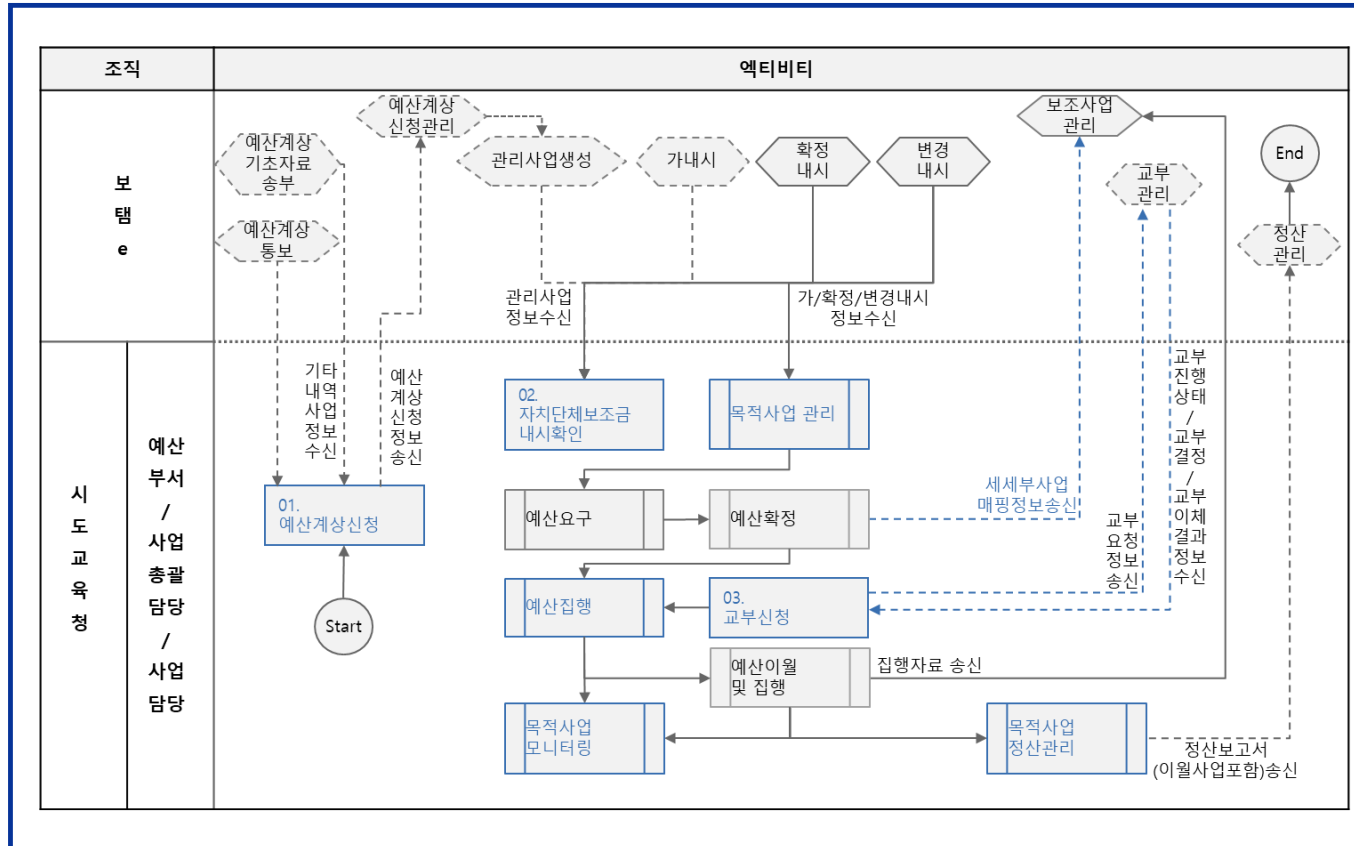 조직
엑티비티
보
탬
e
예산계상
기초자료
송부
예산계상
통보
예산계상
신청관리
관리사업생성
가내시
확정
내시
변경
내시
보조사업
관리
교부
관리
End
정산
관리
관리사업
정보수신
가/확정/변경내시
정보수신
시
도
교
육
청
예산
부서
/
사업
총괄
담당
/
사업
담당
기타
내역
사업
정보
수신
예산
계상
신청
정보
송신
01.
예산계상신청
Start
02.
자치단체보조금
내시확인
목적사업 관리
예산요구
예산확정
세세부사업
매핑정보송신
교부
요청
정보
송신
교부
진행
상태
/
교부
결정
/
교부
이체
결과
정보
수신
예산집행
03.
교부신청
예산이월
및 집행
집행자료 송신
목적사업
모니터링
목적사업
정산관리
정산보고서
(이월사업포함)송신